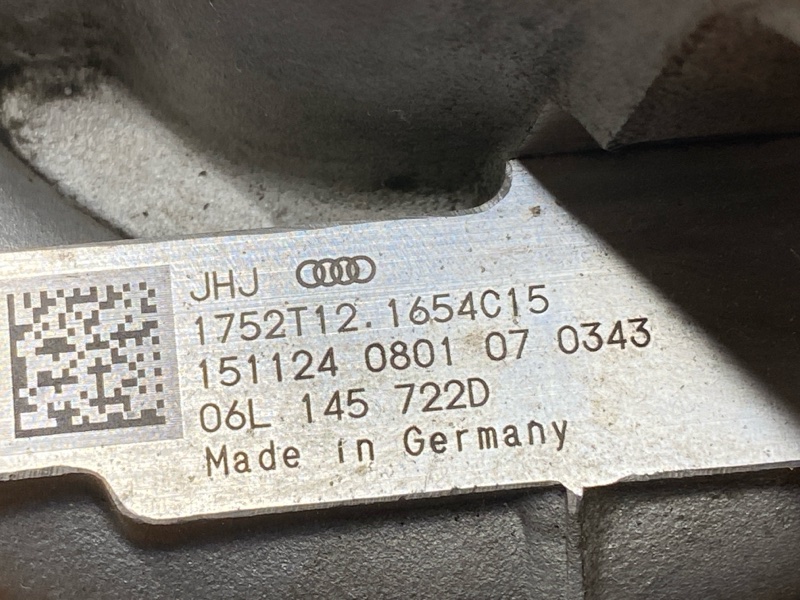 JHJ
1752T12.1654C15
151124 0801 07 0343
06L 145 722D
Made in Germany